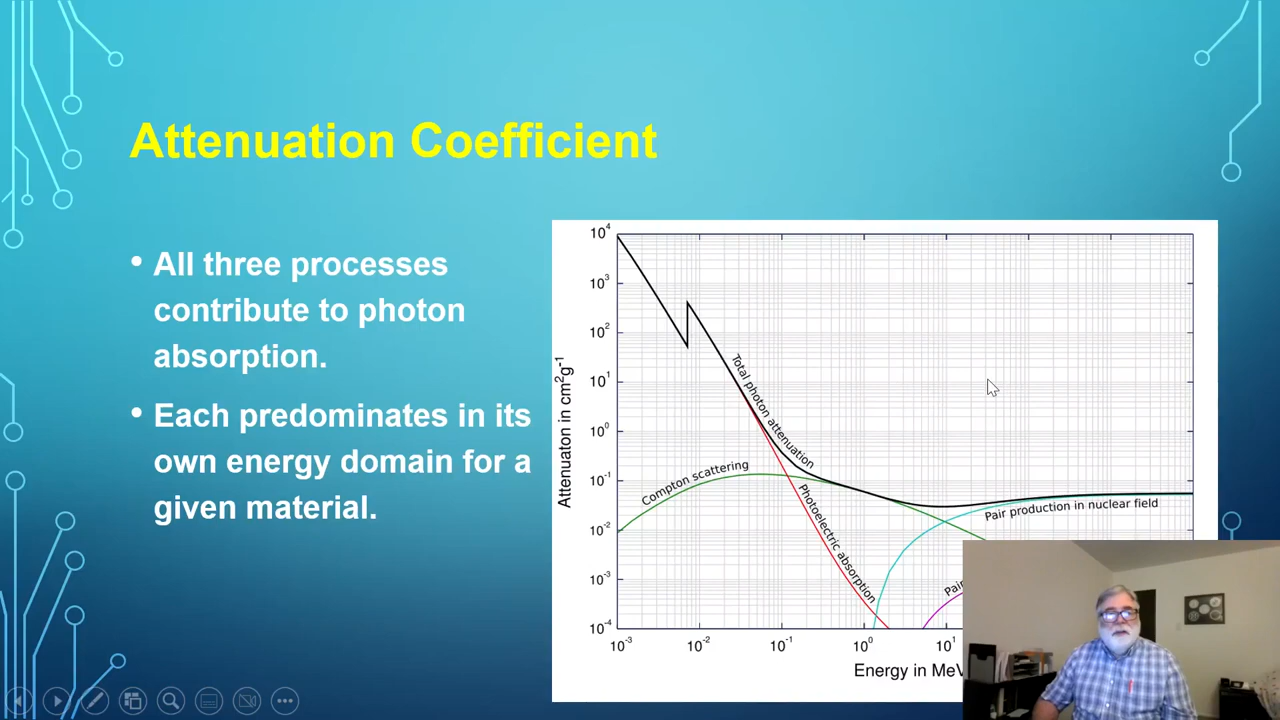 Attenuation Coefficient
• All three processes
contribute to photon
absorption.
• Each predominates in its
own energy domain for a
given material.
Attenuaton in cm²g⁻¹
10⁴
10³
10²
10¹
10⁰
10⁻¹
10⁻²
10⁻³
10⁻⁴
Total photon attenuation
Compton scattering
Photoelectric absorption
Pair production in nuclear field
Pai
10⁻³ 10⁻² 10⁻¹ 10⁰ 10¹
Energy in MeV